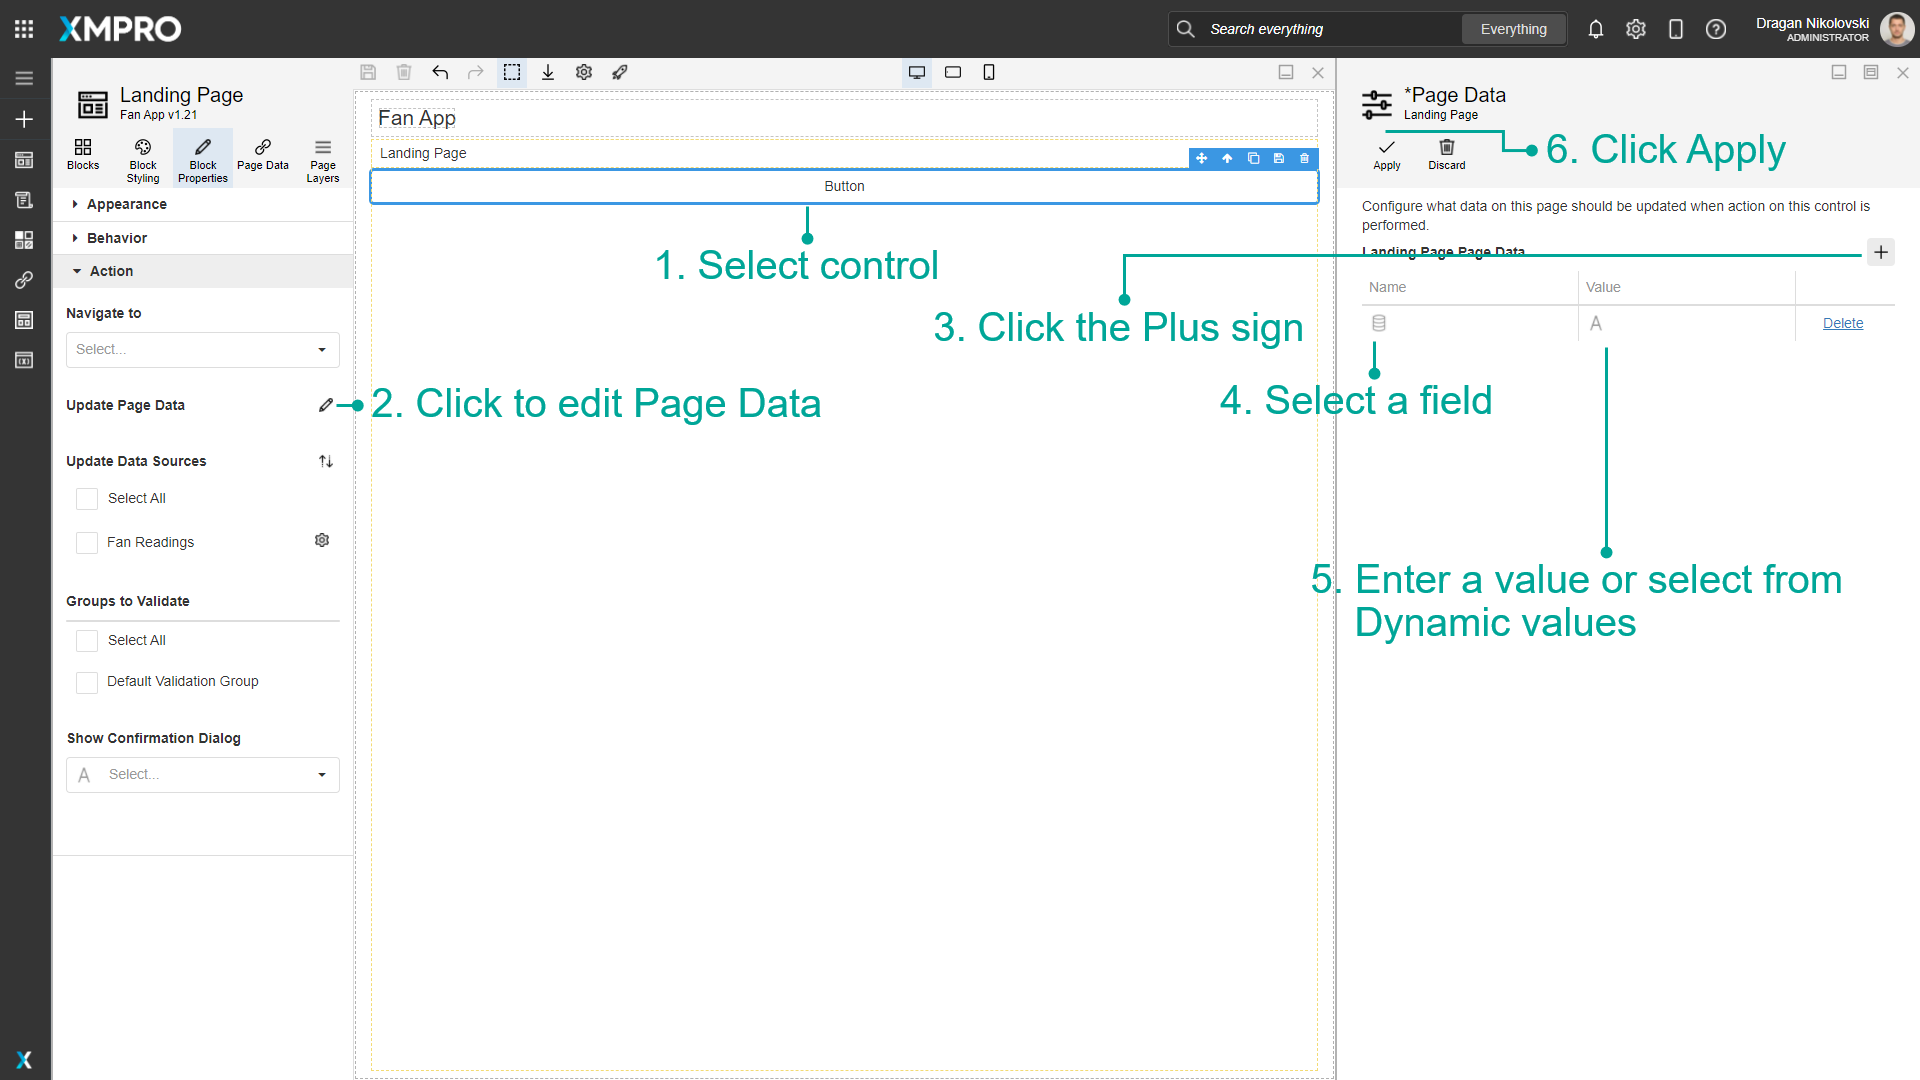 XMPRO
Search everything
Everything
Dragan Nikolovski
ADMINISTRATOR
Landing Page
Fan App v1.21
Blocks
Block
Styling
Block
Properties
Page Data
Page
Layers
Appearance
Behavior
Action
Navigate to
Select...
Update Page Data
Update Data Sources
Select All
Fan Readings
Groups to Validate
Select All
Default Validation Group
Show Confirmation Dialog
A Select...
X
Fan App
Landing Page
Button
1. Select control
2. Click to edit Page Data
3. Click the Plus sign
4. Select a field
5. Enter a value or select from
Dynamic values
6. Click Apply
*Page Data
Landing Page
Apply
Discard
Configure what data on this page should be updated when action on this control is
performed.
Landing Page Page Data
Name
Value
A
Delete